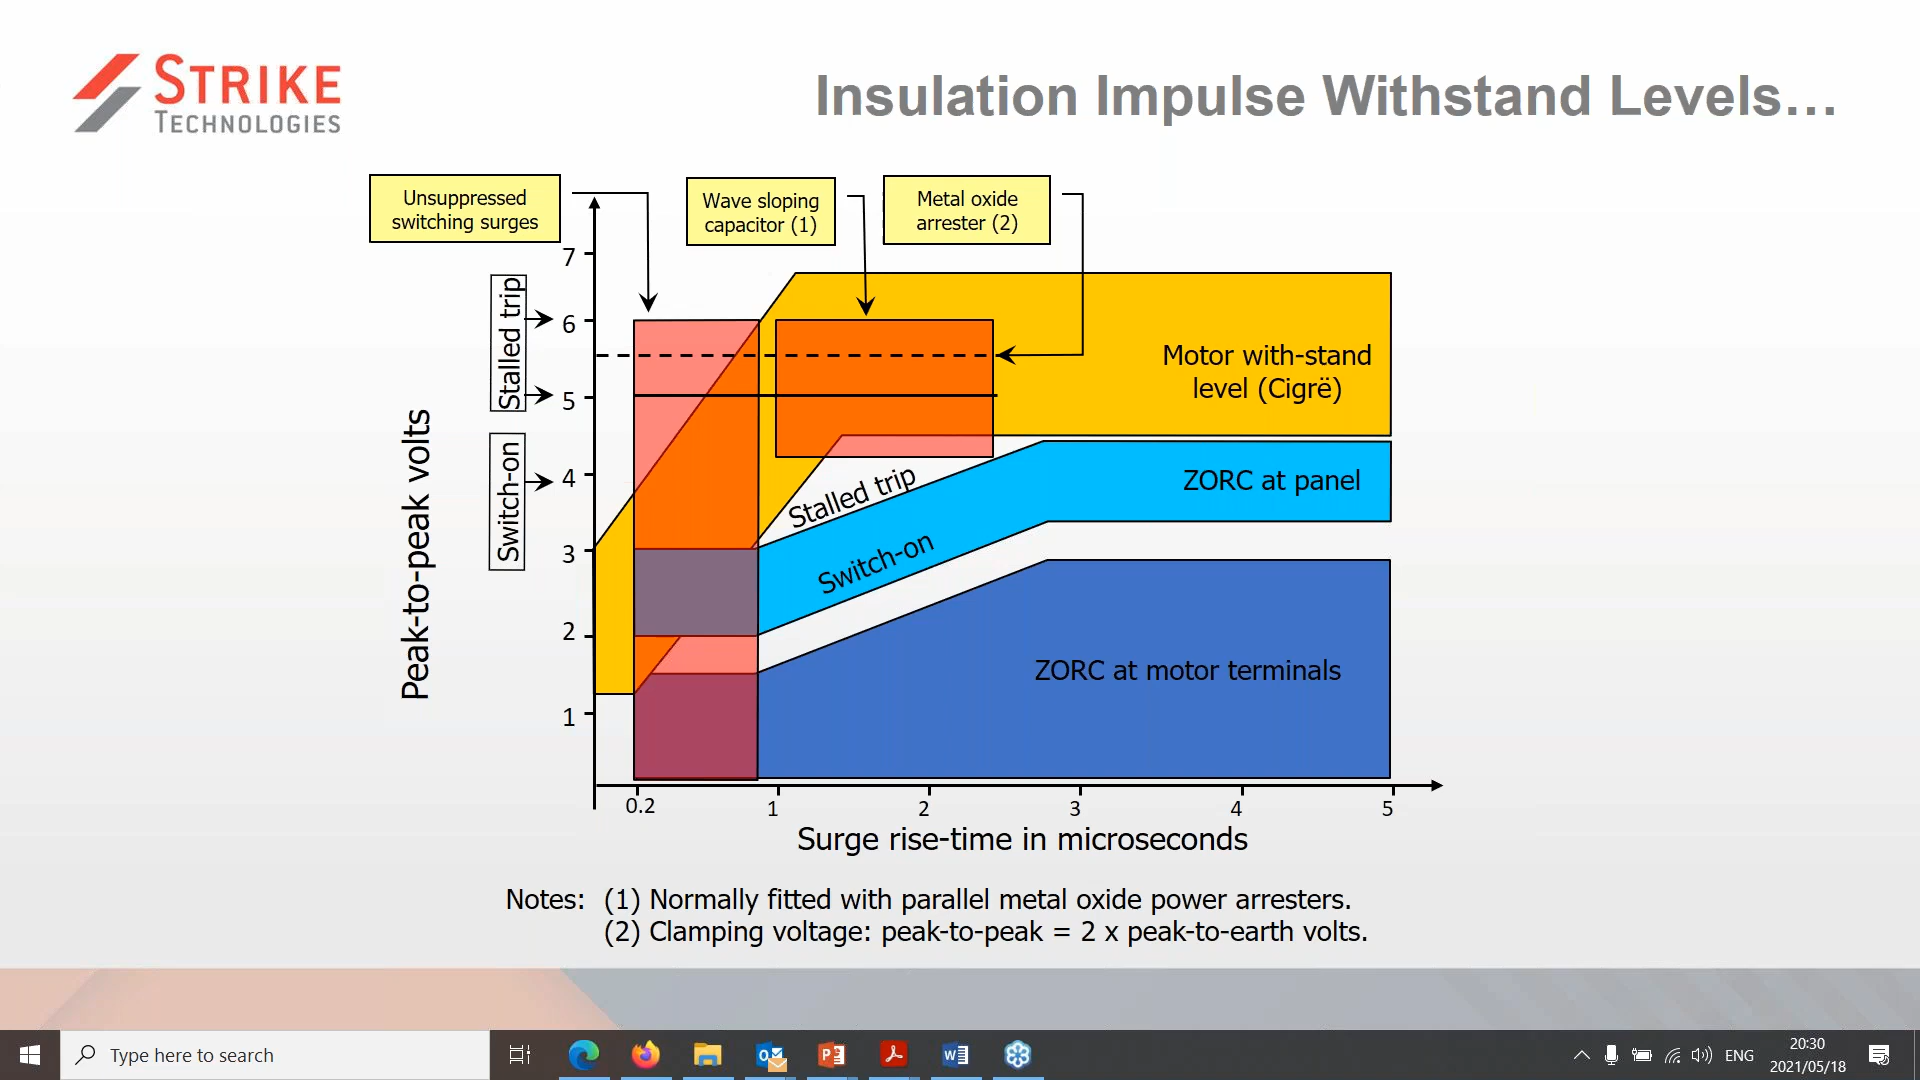 STRIKE
TECHNOLOGIES
Insulation Impulse Withstand Levels…
Unsuppressed
switching surges
Wave sloping
capacitor (1)
Metal oxide
arrester (2)
7
6
5
4
3
2
1
Stalled trip
Switch-on
Peak-to-peak volts
Motor with-stand
level (Cigrë)
Stalled trip
ZORC at panel
Switch-on
ZORC at motor terminals
0.2
1
2
3
4
5
Surge rise-time in microseconds
Notes: (1) Normally fitted with parallel metal oxide power arresters.
(2) Clamping voltage: peak-to-peak = 2 x peak-to-earth volts.
Type here to search
ENG
20:30
2021/05/18